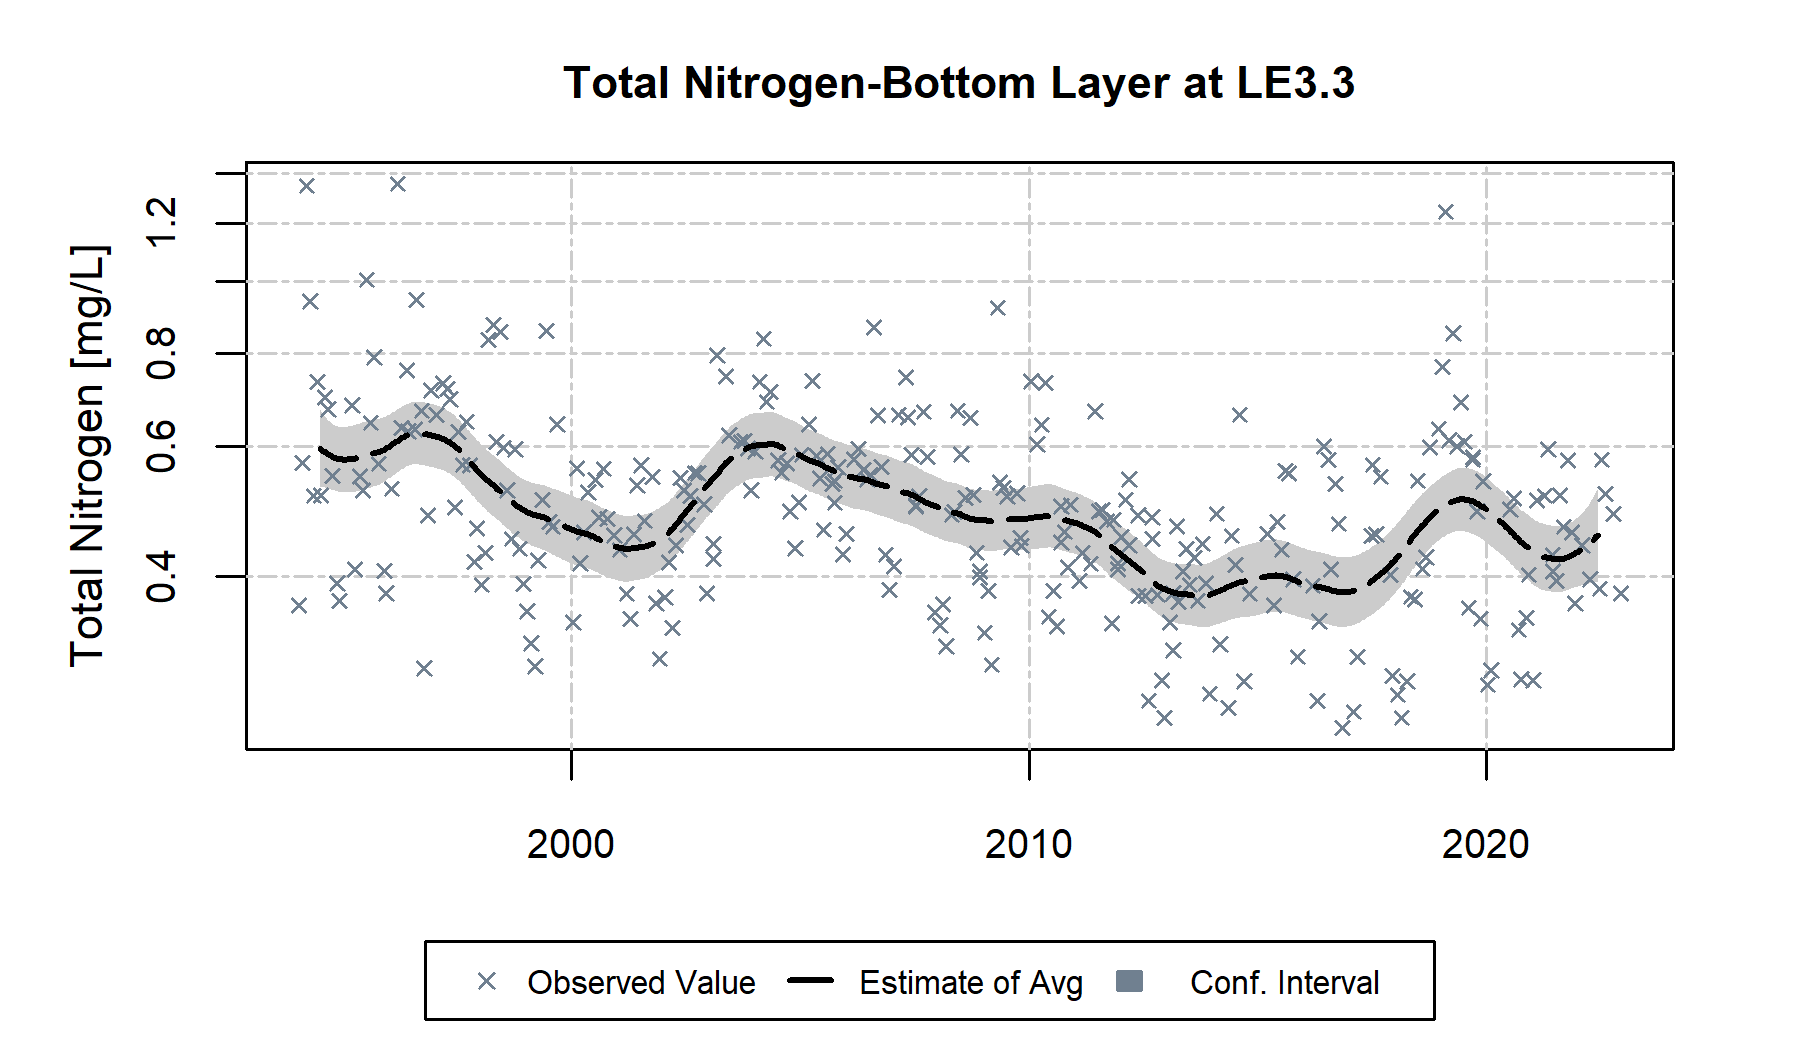 Total Nitrogen-Bottom Layer at LE3.3
Total Nitrogen [mg/L]
1.2
0.8
0.6
0.4
2000 2010 2020
Observed Value Estimate of Avg Conf. Interval